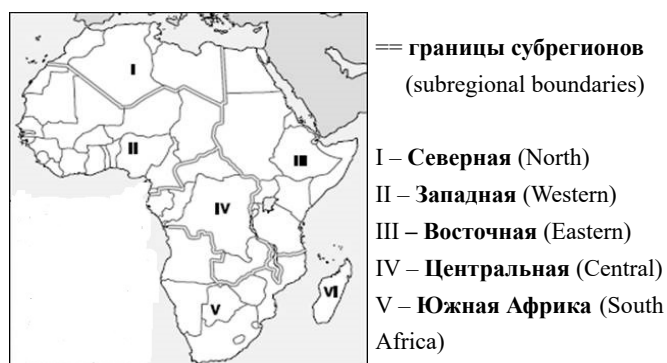 I
II
III
IV
V
VI
== границы субрегионов
(subregional boundaries)
I – Северная (North)
II – Западная (Western)
III – Восточная (Eastern)
IV – Центральная (Central)
V – Южная Африка (South
Africa)